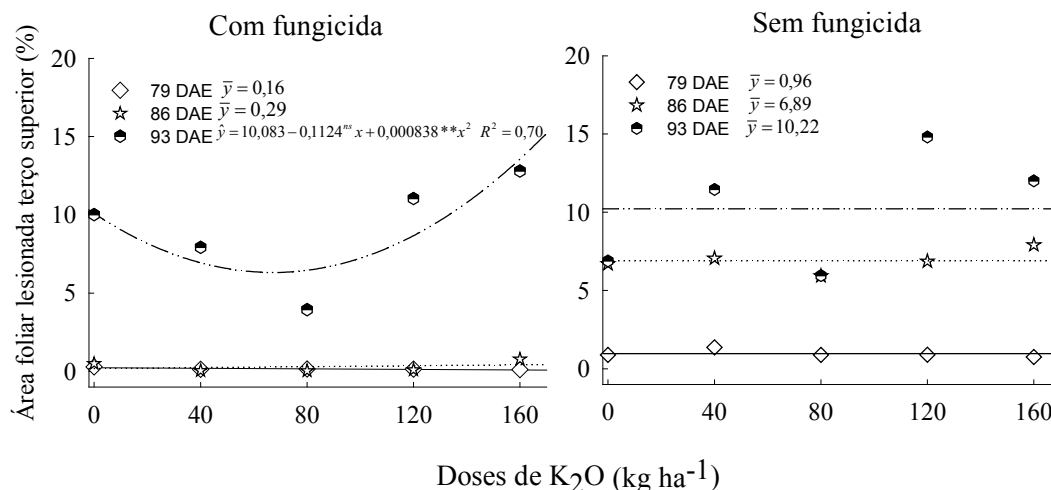 Com fungicida
Sem fungicida
Área foliar lesionada terço superior (%)
20
15
10
5
0
79 DAE ȳ = 0,16
86 DAE ȳ = 0,29
93 DAE ŷ = 10,083 − 0,1124ⁿˢ x + 0,000838 ** x² R² = 0,70
0 40 80 120 160
20
15
10
5
0
79 DAE ȳ = 0,96
86 DAE ȳ = 6,89
93 DAE ȳ = 10,22
0 40 80 120 160
Doses de K₂O (kg ha⁻¹)